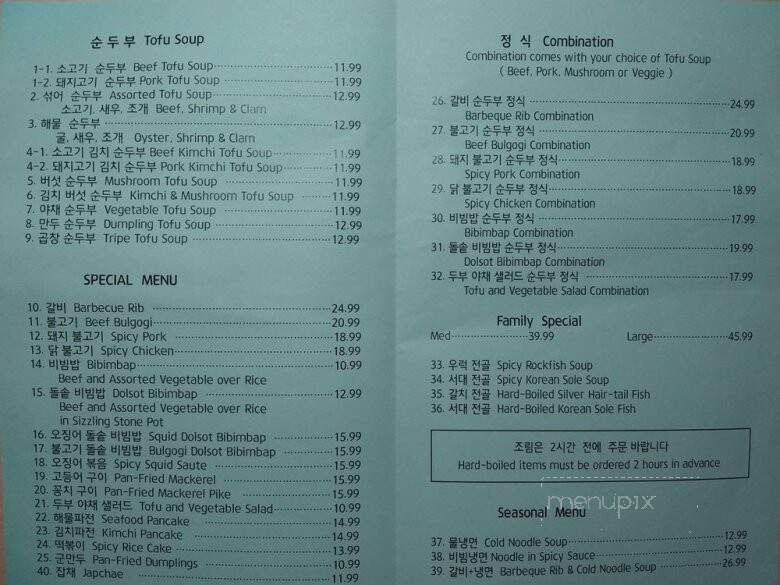 순두부 Tofu Soup
1-1. 소고기 순두부 Beef Tofu Soup 11.99
1-2. 돼지고기 순두부 Pork Tofu Soup 11.99
2. 섞어 순두부 Assorted Tofu Soup 12.99
소고기, 새우, 조개 Beef, Shrimp & Clam
3. 해물 순두부 12.99
굴, 새우, 조개 Oyster, Shrimp & Clam
4-1. 소고기 김치 순두부 Beef Kimchi Tofu Soup 11.99
4-2. 돼지고기 김치 순두부 Pork Kimchi Tofu Soup 11.99
5. 버섯 순두부 Mushroom Tofu Soup 11.99
6. 김치 버섯 순두부 Kimchi & Mushroom Tofu Soup 11.99
7. 야채 순두부 Vegetable Tofu Soup 11.99
8. 만두 순두부 Dumpling Tofu Soup 12.99
9. 곱창 순두부 Tripe Tofu Soup 12.99
SPECIAL MENU
10. 갈비 Barbecue Rib 24.99
11. 불고기 Beef Bulgogi 20.99
12. 돼지 불고기 Spicy Pork 18.99
13. 닭 불고기 Spicy Chicken 18.99
14. 비빔밥 Bibimbap 10.99
Beef and Assorted Vegetable over Rice
15. 돌솥 비빔밥 Dolsot Bibimbap 12.99
Beef and Assorted Vegetable over Rice
in Sizzling Stone Pot
16. 오징어 돌솥 비빔밥 Squid Dolsot Bibimbap 15.99
17. 불고기 돌솥 비빔밥 Bulgogi Dolsot Bibimbap 15.99
18. 오징어 볶음 Spicy Squid Saute 15.99
19. 고등어 구이 Pan-Fried Mackerel 15.99
20. 꽁치 구이 Pan-Fried Mackerel Pike 15.99
21. 두부 야채 샐러드 Tofu and Vegetable Salad 10.99
22. 해물파전 Seafood Pancake 14.99
23. 김치파전 Kimchi Pancake 14.99
24. 떡볶이 Spicy Rice Cake 13.99
25. 군만두 Pan-Fried Dumplings 10.99
40. 잡채 Japchae 11.99
정 식 Combination
Combination comes with your choice of Tofu Soup
( Beef, Pork, Mushroom or Veggie )
26. 갈비 순두부 정식 24.99
Barbeque Rib Combination
27. 불고기 순두부 정식 20.99
Beef Bulgogi Combination
28. 돼지 불고기 순두부 정식 18.99
Spicy Pork Combination
29. 닭 불고기 순두부 정식 18.99
Spicy Chicken Combination
30. 비빔밥 순두부 정식 17.99
Bibimbap Combination
31. 돌솥 비빔밥 순두부 정식 19.99
Dolsot Bibimbap Combination
32. 두부 야채 샐러드 순두부 정식 17.99
Tofu and Vegetable Salad Combination
Family Special
Med 39.99 Large 45.99
33. 우럭 전골 Spicy Rockfish Soup
34. 서대 전골 Spicy Korean Sole Soup
35. 갈치 전골 Hard-Boiled Silver Hair-tail Fish
36. 서대 전골 Hard-Boiled Korean Sole Fish
조림은 2시간 전에 주문 바랍니다
Hard-boiled Items must be ordered 2 hours in advance
menupix
Seasonal Menu
37. 물냉면 Cold Noodle Soup 12.99
38. 비빔냉면 Noodle in Spicy Sauce 12.99
39. 갈비+냉면 Barbeque Rib & Cold Noodle Soup 26.99